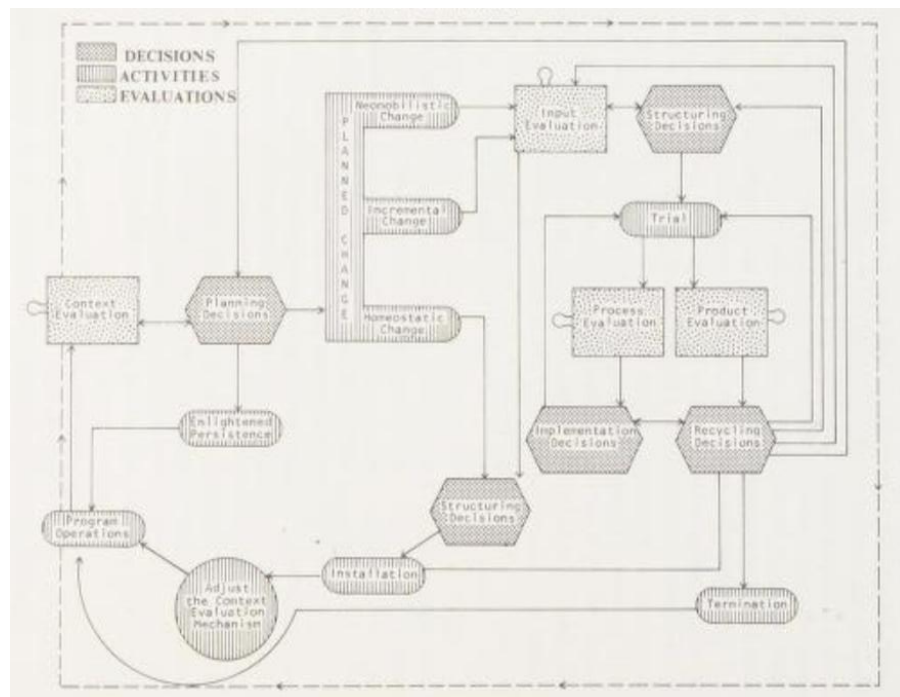 DECISIONS
ACTIVITIES
EVALUATIONS
Neomobilistic
Change
PLANNED CHANGE
Incremental
Change
Homeostatic
Change
Input
Evaluation
Structuring
Decisions
Trial
Process
Evaluation
Product
Evaluation
Context
Evaluation
Planning
Decisions
Enlightened
Persistence
Implementation
Decisions
Recycling
Decisions
Structuring
Decisions
Program
Operations
Installation
Adjust
the Context
Evaluation
Mechanism
Termination